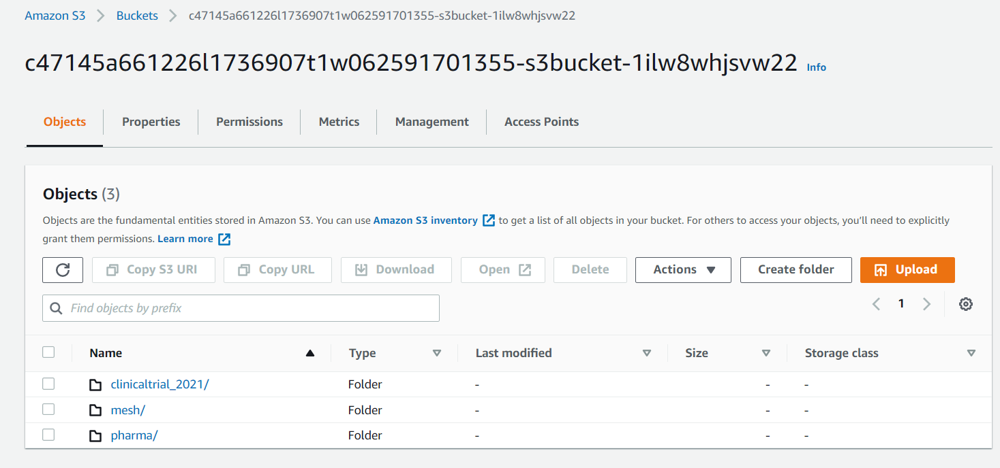 Amazon S3 > Buckets > c47145a661226l1736907t1w062591701355-s3bucket-1ilw8whjsvw22
c47145a661226l1736907t1w062591701355-s3bucket-1ilw8whjsvw22 Info
Objects Properties Permissions Metrics Management Access Points
Objects (3)
Objects are the fundamental entities stored in Amazon S3. You can use Amazon S3 inventory to get a list of all objects in your bucket. For others to access your objects, you’ll need to explicitly
grant them permissions. Learn more
Copy S3 URI Copy URL Download Open Delete Actions Create folder Upload
Find objects by prefix
1
Name Type Last modified Size Storage class
clinicaltrial_2021/ Folder - - -
mesh/ Folder - - -
pharma/ Folder - - -